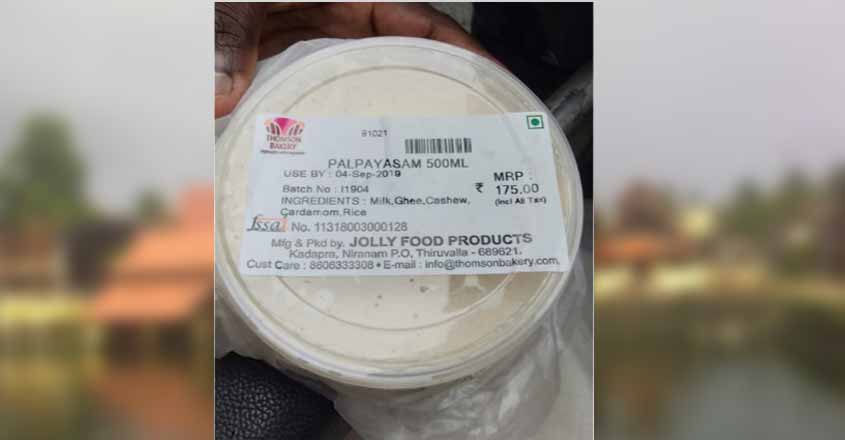 THOMSON
BAKERY
91021
PALPAYASAM 500ML
USE BY : 04-Sep-2019
MRP :
Batch No : I1904
₹ 175.00
INGREDIENTS : Milk,Ghee,Cashew,
(Incl All Tax)
Cardamom,Rice
fssai No. 11318003000128
Mfg & Pkd by. JOLLY FOOD PRODUCTS
Kadapra, Niranam P.O, Thiruvalla - 689621.
Cust Care : 8606333308 • E-mail : info@thomsonbakery.com